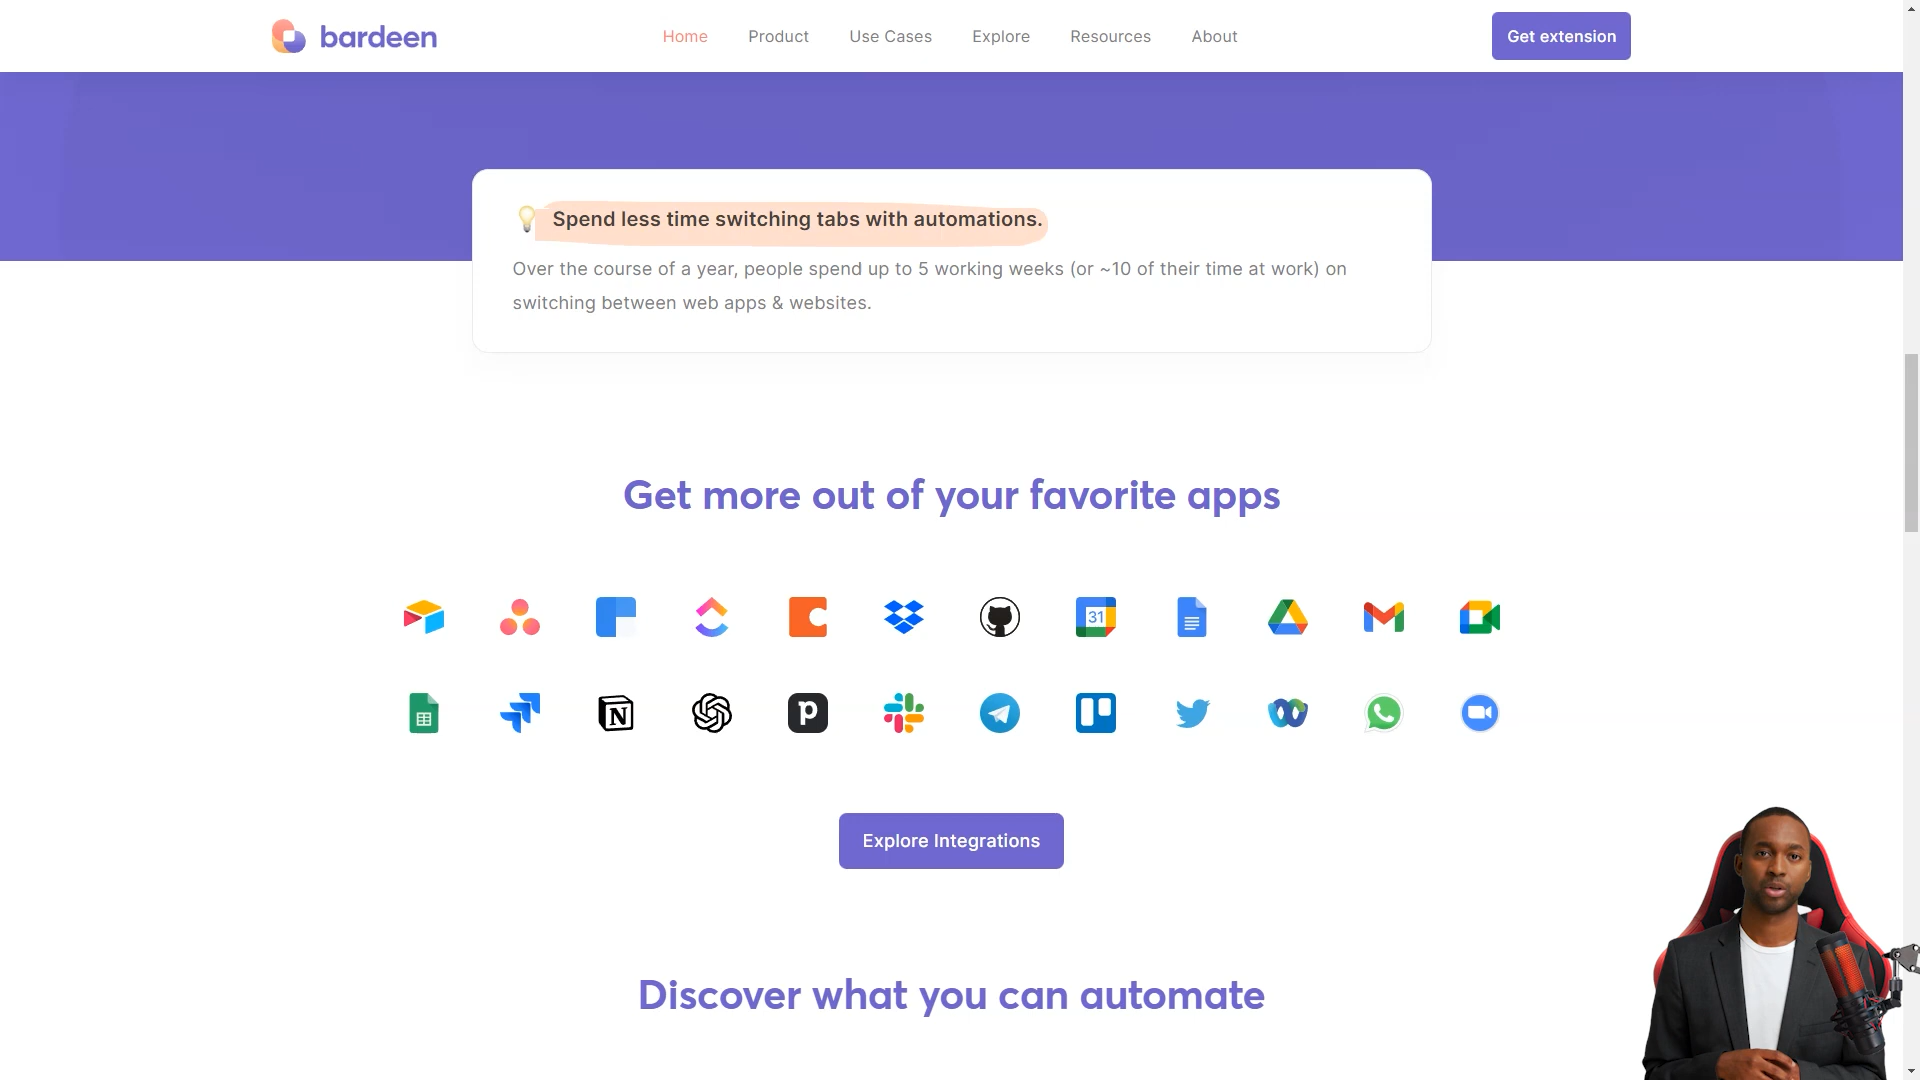 bardeen
Home Product Use Cases Explore Resources About
Get extension
Spend less time switching tabs with automations.
Over the course of a year, people spend up to 5 working weeks (or ~10 of their time at work) on
switching between web apps & websites.
Get more out of your favorite apps
31
Explore Integrations
Discover what you can automate